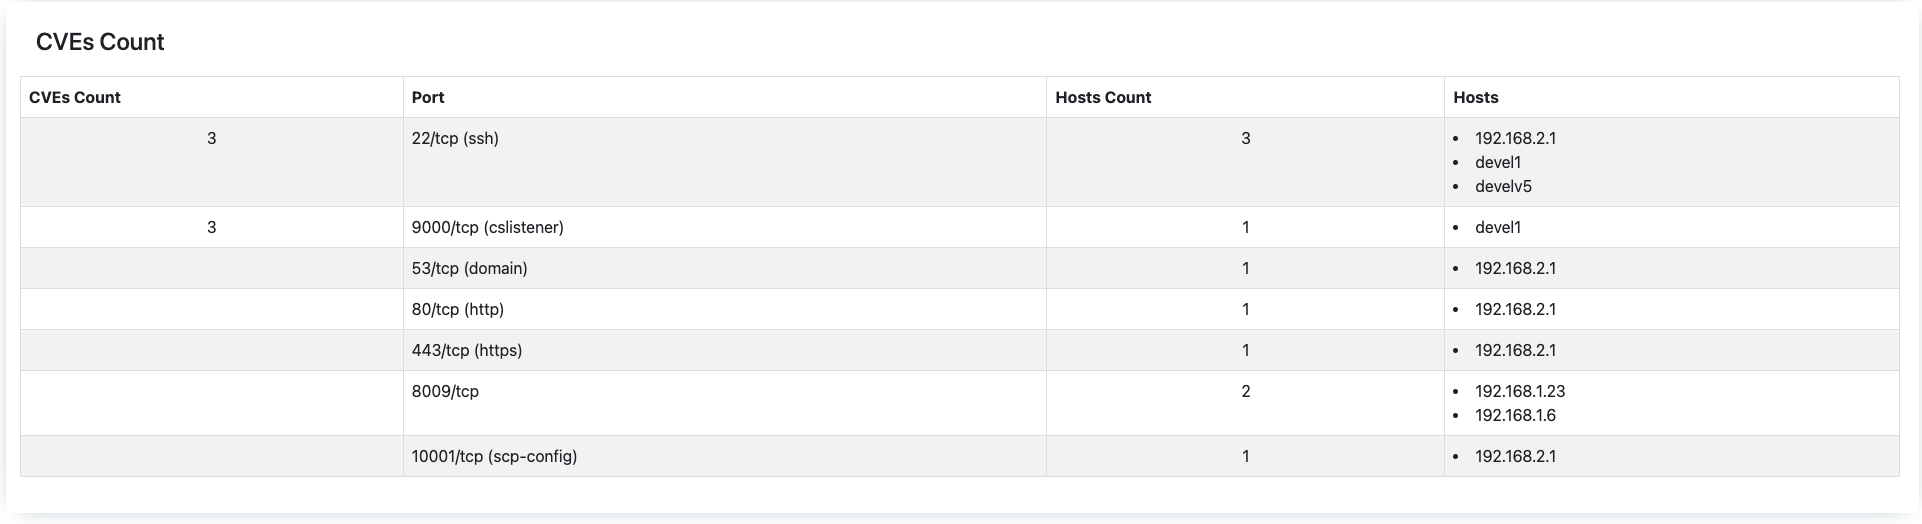 CVEs Count
CVEs Count Port Hosts Count Hosts
3 22/tcp (ssh) 3 • 192.168.2.1
• devel1
• develv5
3 9000/tcp (cslistener) 1 • devel1
53/tcp (domain) 1 • 192.168.2.1
80/tcp (http) 1 • 192.168.2.1
443/tcp (https) 1 • 192.168.2.1
8009/tcp 2 • 192.168.1.23
• 192.168.1.6
10001/tcp (scp-config) 1 • 192.168.2.1